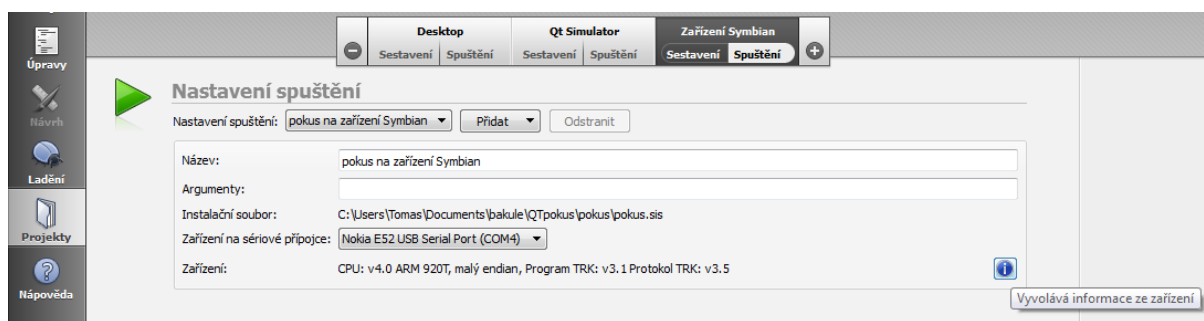 Desktop
Qt Simulator
Zařízení Symbian
Sestavení Spuštění
Sestavení Spuštění
Sestavení Spuštění
Úpravy
Návrh
Ladění
Projekty
Nápověda
Nastavení spuštění
Nastavení spuštění: pokus na zařízení Symbian Přidat Odstranit
Název: pokus na zařízení Symbian
Argumenty:
Instalační soubor: C:\Users\Tomas\Documents\bakule\QTpokus\pokus\pokus.sis
Zařízení na sériové přípojce: Nokia E52 USB Serial Port (COM4)
Zařízení: CPU: v4.0 ARM 920T, malý endian, Program TRK: v3.1 Protokol TRK: v3.5
Vyvolává informace ze zařízení